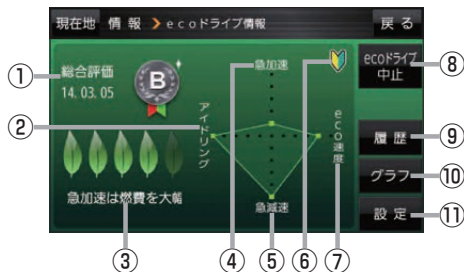 現在地 情報 > ecoドライブ情報 戻る
① 総合評価
14.03.05
B
② アイドリング
④ 急加速
⑥
ecoドライブ
中止 ⑧
eco速度
履歴 ⑨
グラフ ⑩
設定 ⑪
急加速は燃費を大幅
急減速
③ ④ ⑤ ⑥ ⑦